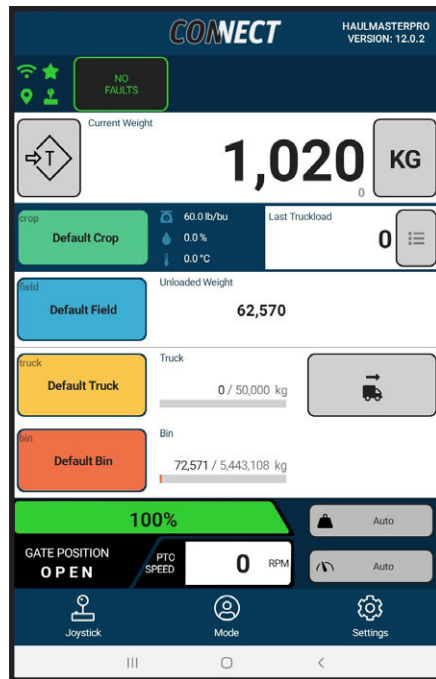 CONNECT
HAULMASTERPRO
VERSION: 12.0.2
NO
FAULTS
Current Weight
T
1,020
0
KG
crop
Default Crop
60.0 lb/bu
0.0 %
0.0 °C
Last Truckload
0
field
Default Field
Unloaded Weight
62,570
truck
Default Truck
Truck
0 / 50,000 kg
bin
Default Bin
Bin
72,571 / 5,443,108 kg
100%
Auto
GATE POSITION
OPEN
PTO
SPEED
0
RPM
Auto
Joystick
Mode
Settings